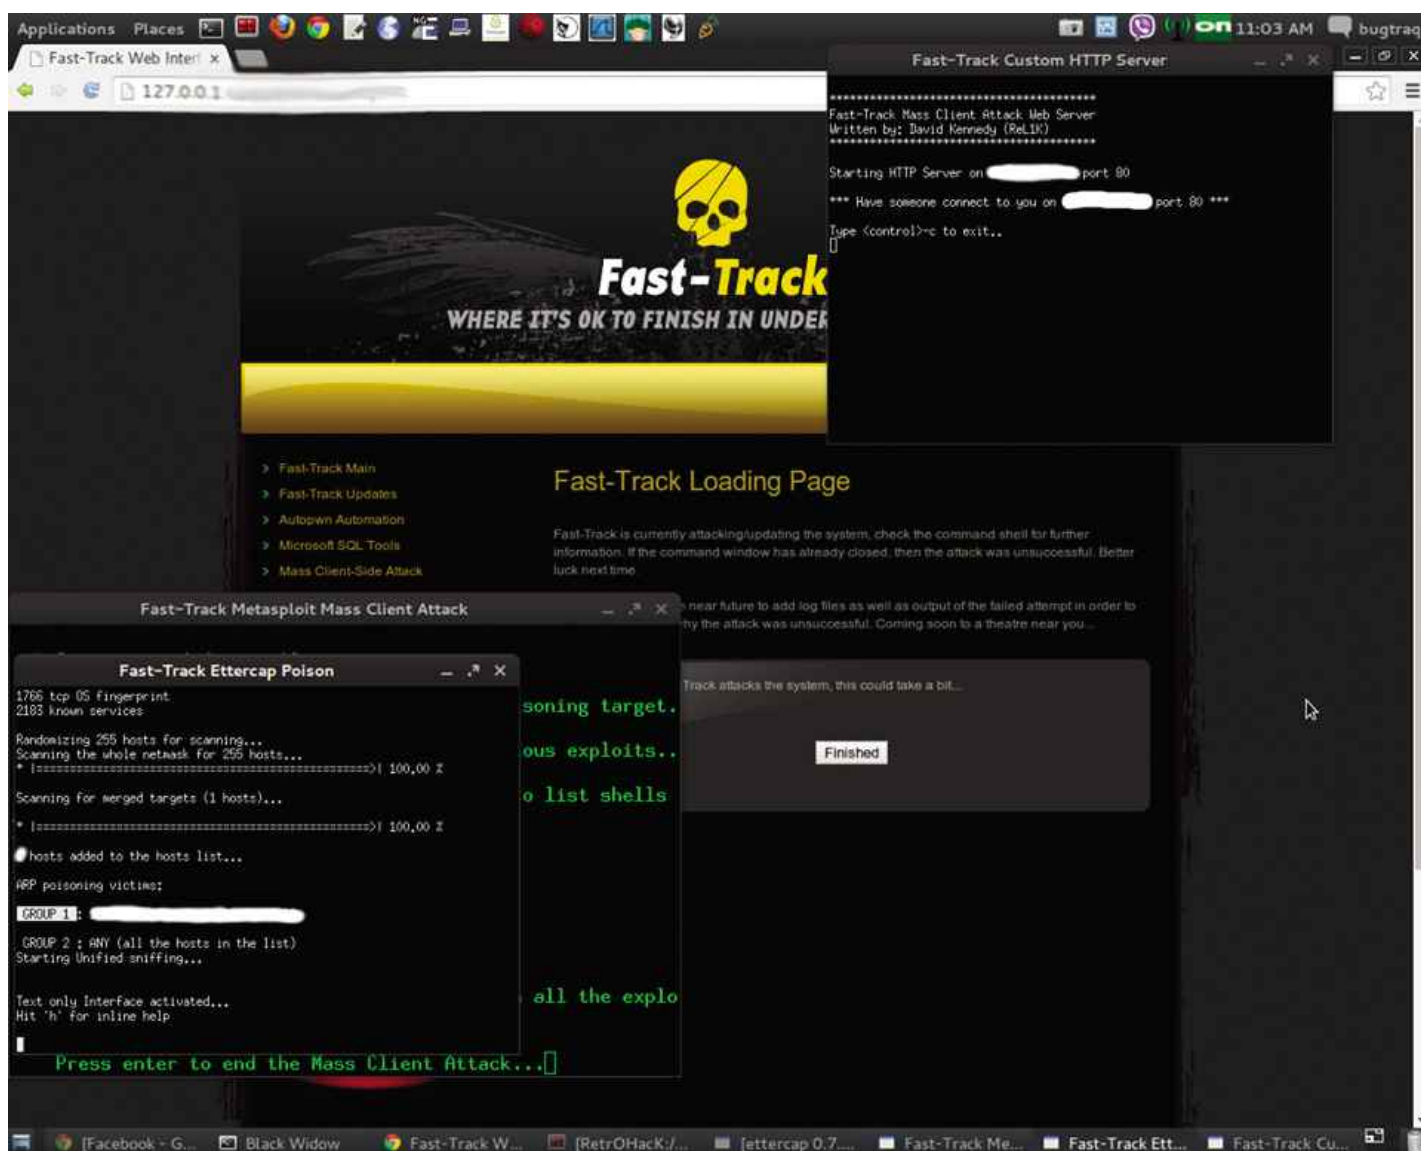 Applications Places
11:03 AM bugtraq
Fast-Track Web Inter
127.0.0.1
Fast-Track
WHERE IT'S OK TO FINISH IN UNDER
Fast-Track Custom HTTP Server
****************************************
Fast-Track Mass Client Attack Web Server
Written by: David Kennedy (ReL1K)
****************************************
Starting HTTP Server on port 80
*** Have someone connect to you on port 80 ***
Type <control>-c to exit..
> Fast-Track Main
> Fast-Track Updates
> Autopwn Automation
> Microsoft SQL Tools
> Mass Client-Side Attack
Fast-Track Loading Page
Fast-Track is currently attacking/updating the system, check the command shell for further
information. If the command window has already closed, then the attack was unsuccessful. Better
luck next time.
near future to add log files as well as output of the failed attempt in order to
hy the attack was unsuccessful. Coming soon to a theatre near you...
Track attacks the system, this could take a bit...
Finished
Fast-Track Metasploit Mass Client Attack
soning target.
ous exploits..
o list shells
all the explo
Press enter to end the Mass Client Attack...
Fast-Track Ettercap Poison
1766 tcp OS fingerprint
2183 known services
Randomizing 255 hosts for scanning...
Scanning the whole netmask for 255 hosts...
* |==================================================>| 100.00 %
Scanning for merged targets (1 hosts)...
* |==================================================>| 100.00 %
hosts added to the hosts list...
ARP poisoning victims:
GROUP 1 :
GROUP 2 : ANY (all the hosts in the list)
Starting Unified sniffing...
Text only Interface activated...
Hit 'h' for inline help
[Facebook - G... Black Widow Fast-Track W... [RetrOHacK:/... [ettercap 0.7.... Fast-Track Me... Fast-Track Ett... Fast-Track Cu...